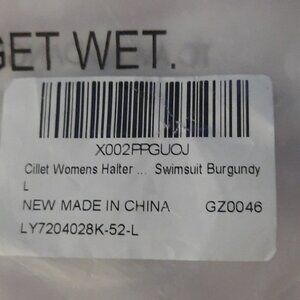 GET WET.
X002PPGUOJ
Cillet Womens Halter ... Swimsuit Burgundy
L
NEW MADE IN CHINA GZ0046
LY7204028K-52-L